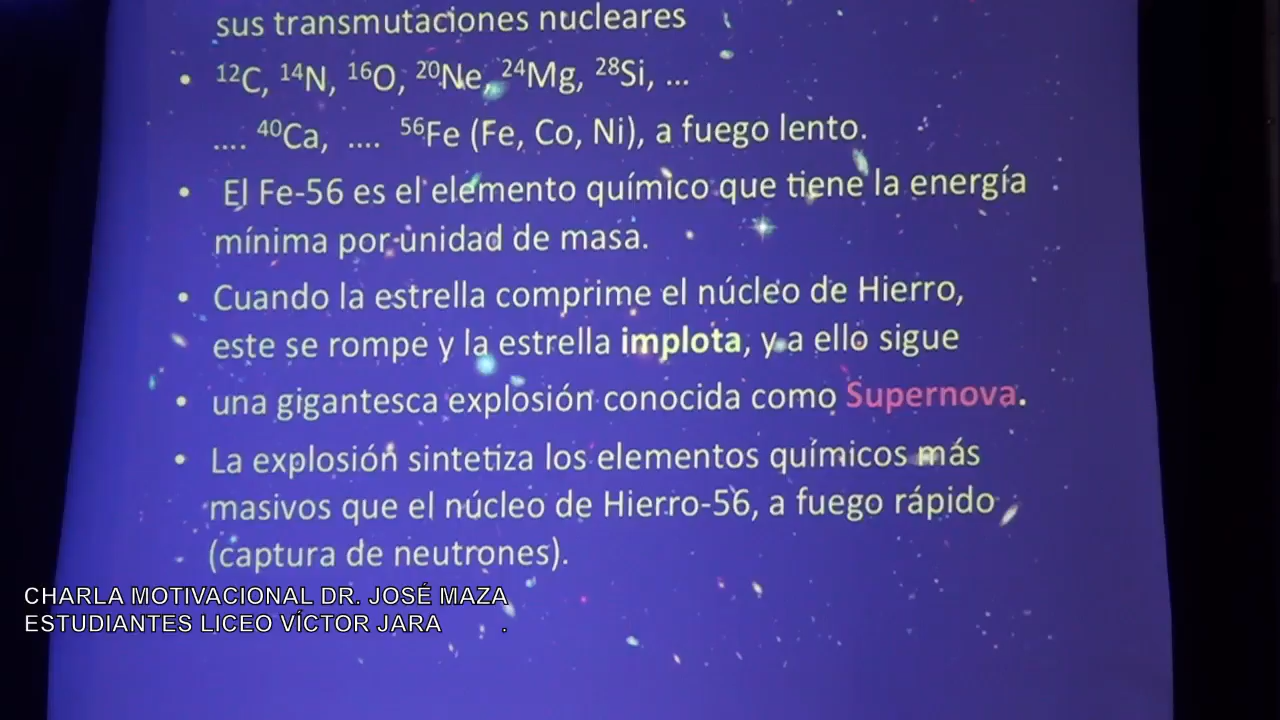 sus transmutaciones nucleares
• ¹²C, ¹⁴N, ¹⁶O, ²⁰Ne, ²⁴Mg, ²⁸Si, ...
.... ⁴⁰Ca, .... ⁵⁶Fe (Fe, Co, Ni), a fuego lento.
• El Fe-56 es el elemento químico que tiene la energía
mínima por unidad de masa.
• Cuando la estrella comprime el núcleo de Hierro,
este se rompe y la estrella implota, y a ello sigue
• una gigantesca explosión conocida como Supernova.
• La explosión sintetiza los elementos químicos más
masivos que el núcleo de Hierro-56, a fuego rápido
(captura de neutrones).
CHARLA MOTIVACIONAL DR. JOSÉ MAZA
ESTUDIANTES LICEO VÍCTOR JARA .